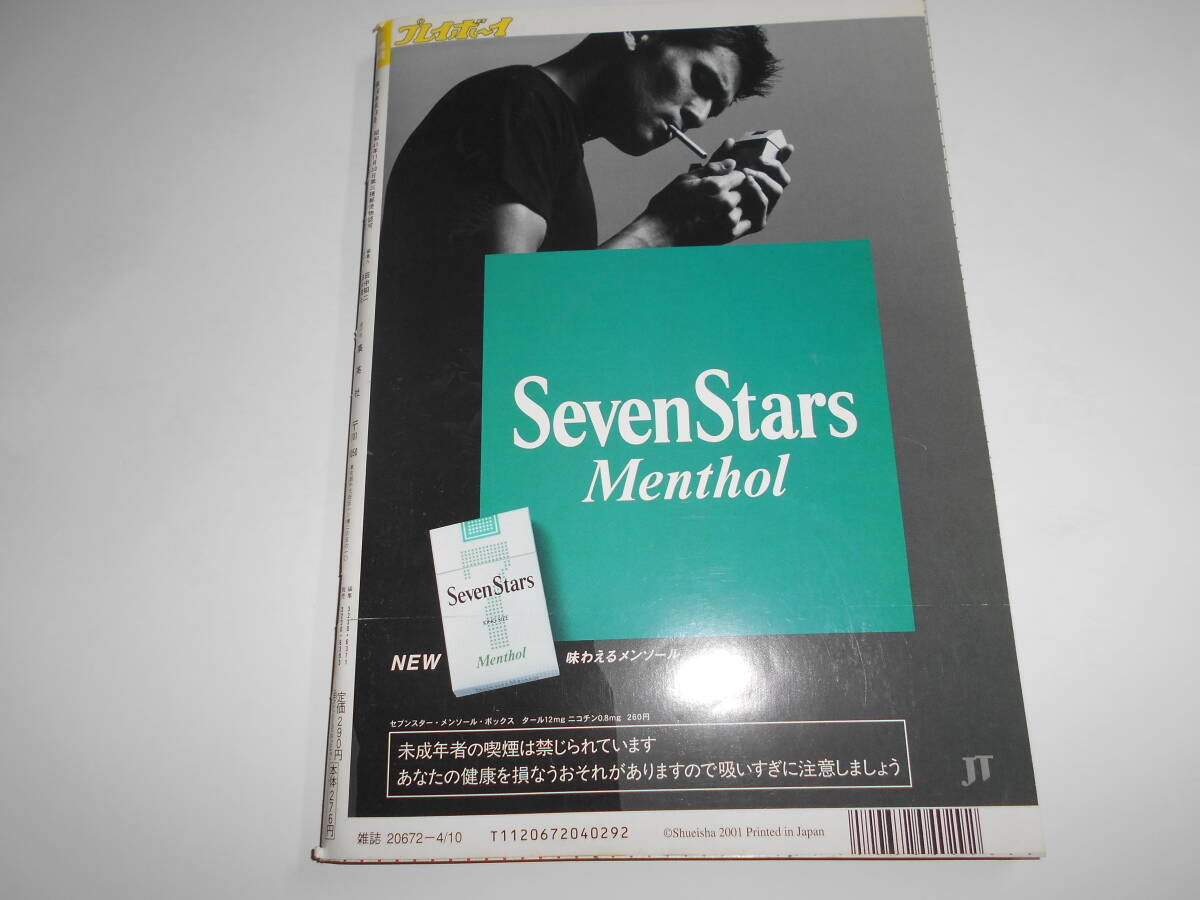 プレイボーイ
SevenStars
Menthol
SevenStars
KING SIZE
Menthol
NEW
味わえるメンソール
セブンスター・メンソール・ボックス タール12mg ニコチン0.8mg 260円
未成年者の喫煙は禁じられています
あなたの健康を損なうおそれがありますので吸いすぎに注意しましょう
JT
雑誌 20672-4/10
T1120672040292
©Shueisha 2001 Printed in Japan
定価290円 本体276円